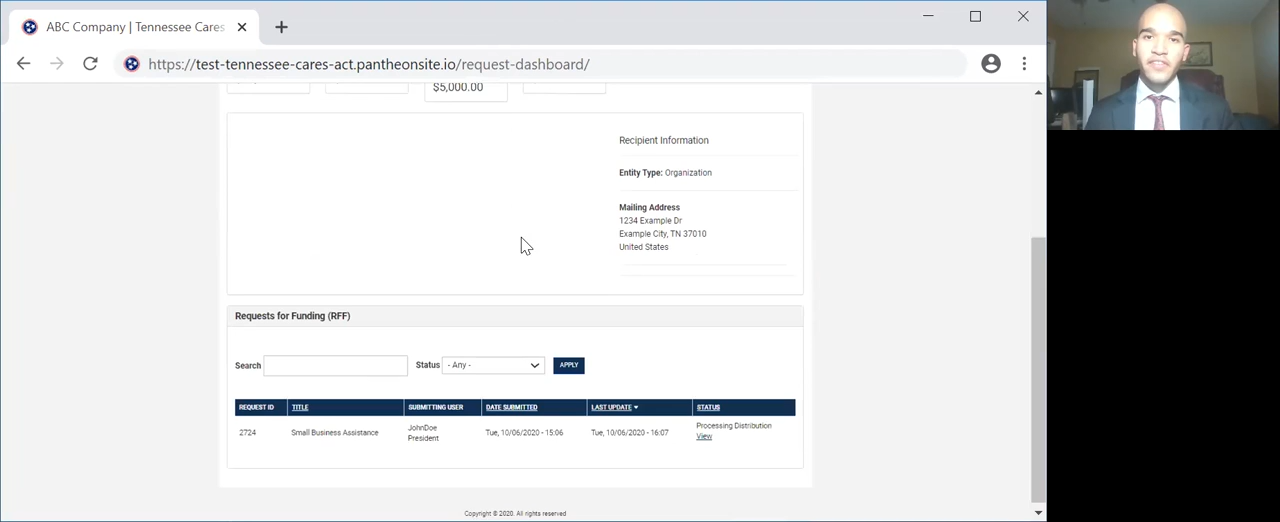 ABC Company | Tennessee Cares
https://test-tennessee-cares-act.pantheonsite.io/request-dashboard/
$5,000.00
Recipient Information
Entity Type: Organization
Mailing Address
1234 Example Dr
Example City, TN 37010
United States
Requests for Funding (RFF)
Search
Status - Any -
APPLY
REQUEST ID TITLE SUBMITTING USER DATE SUBMITTED LAST UPDATE STATUS
2724 Small Business Assistance JohnDoe President Tue, 10/06/2020 - 15:06 Tue, 10/06/2020 - 16:07 Processing Distribution
View
Copyright © 2020. All rights reserved